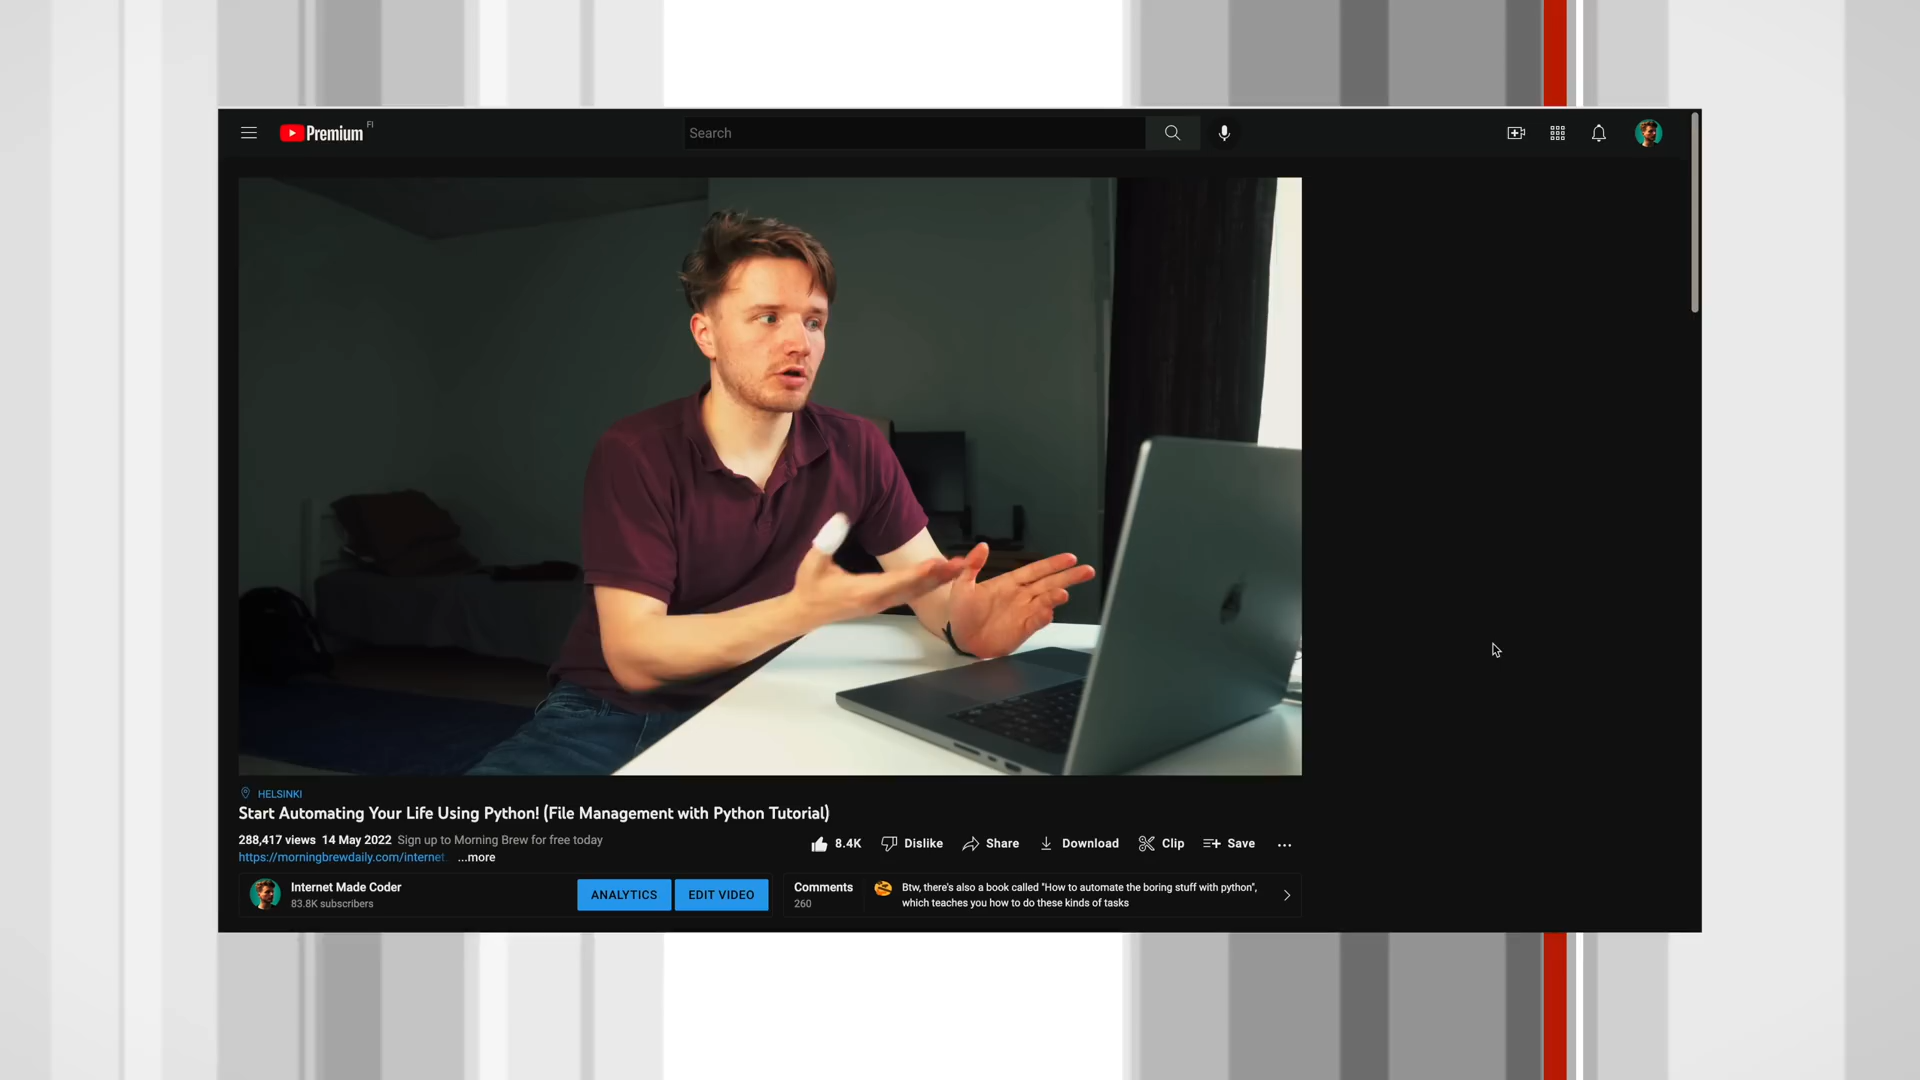 Premium FI
Search
HELSINKI
Start Automating Your Life Using Python! (File Management with Python Tutorial)
288,417 views 14 May 2022 Sign up to Morning Brew for free today
https://morningbrewdaily.com/internet. ...more
8.4K Dislike Share Download Clip Save
Internet Made Coder
83.8K subscribers
ANALYTICS EDIT VIDEO
Comments
260
Btw, there's also a book called "How to automate the boring stuff with python",
which teaches you how to do these kinds of tasks